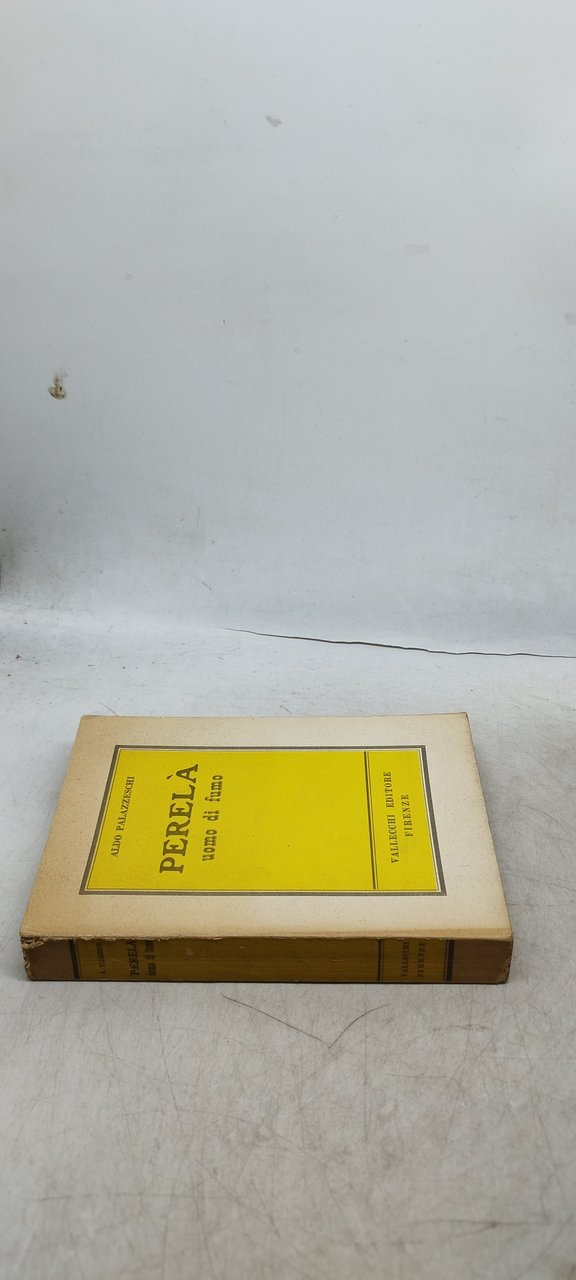 ALDO PALAZZESCHI
PERELÀ
uomo di fumo
VALLECCHI EDITORE
FIRENZE
PERELÀ
uomo di fumo
VALLECCHI
FIRENZE